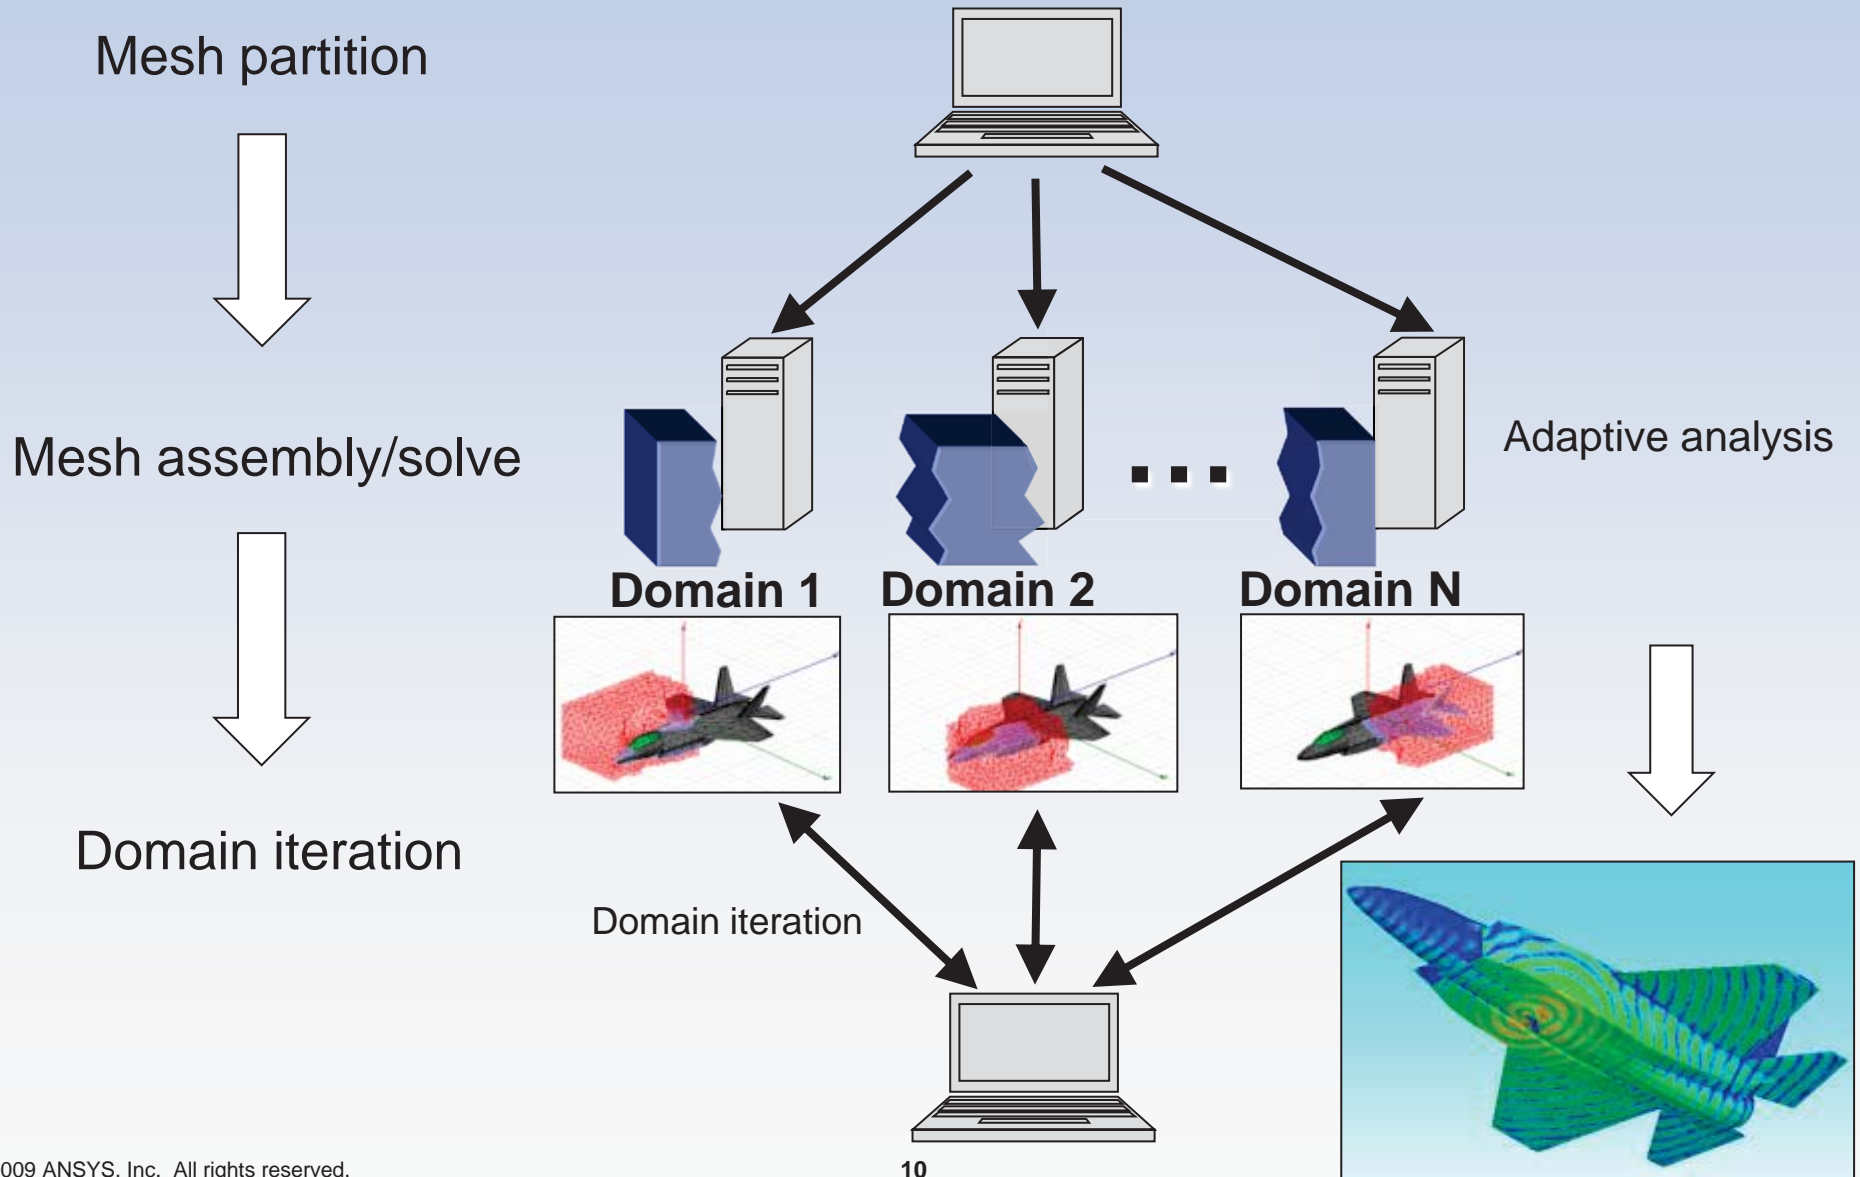 Mesh partition
Mesh assembly/solve
Adaptive analysis
Domain 1
Domain 2
Domain N
Domain iteration
Domain iteration
009 ANSYS, Inc. All rights reserved.
10